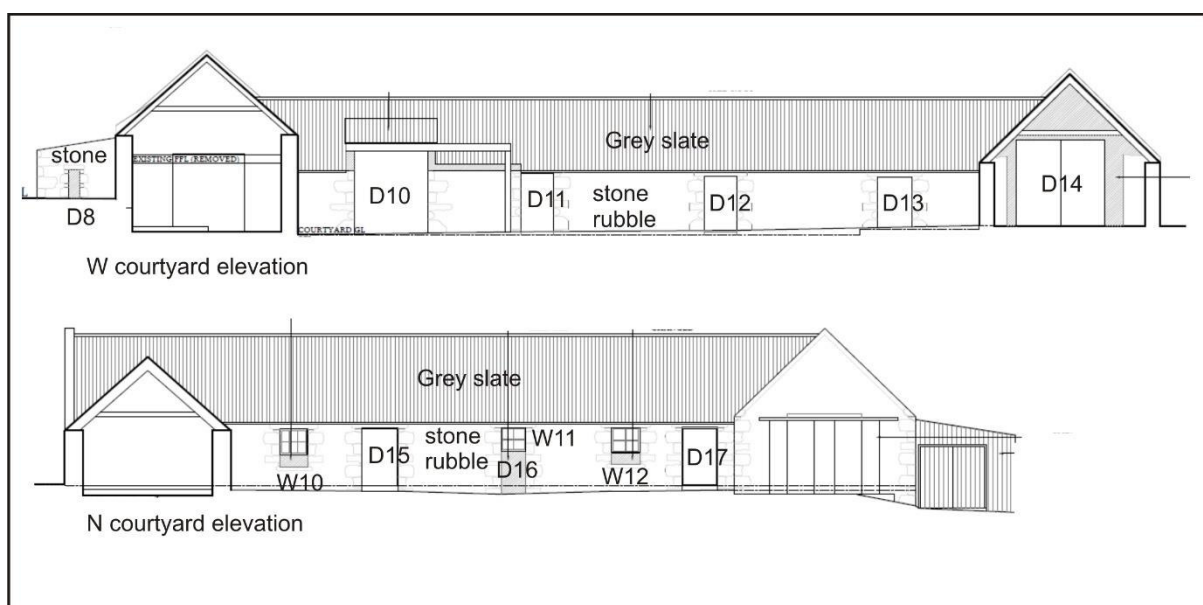 stone
EXISTING FFL (REMOVED)
Grey slate
D8
D10
D11
stone
rubble
D12
D13
D14
COURTYARD GL
W courtyard elevation
Grey slate
stone
rubble
W10
D15
W11
D16
W12
D17
N courtyard elevation